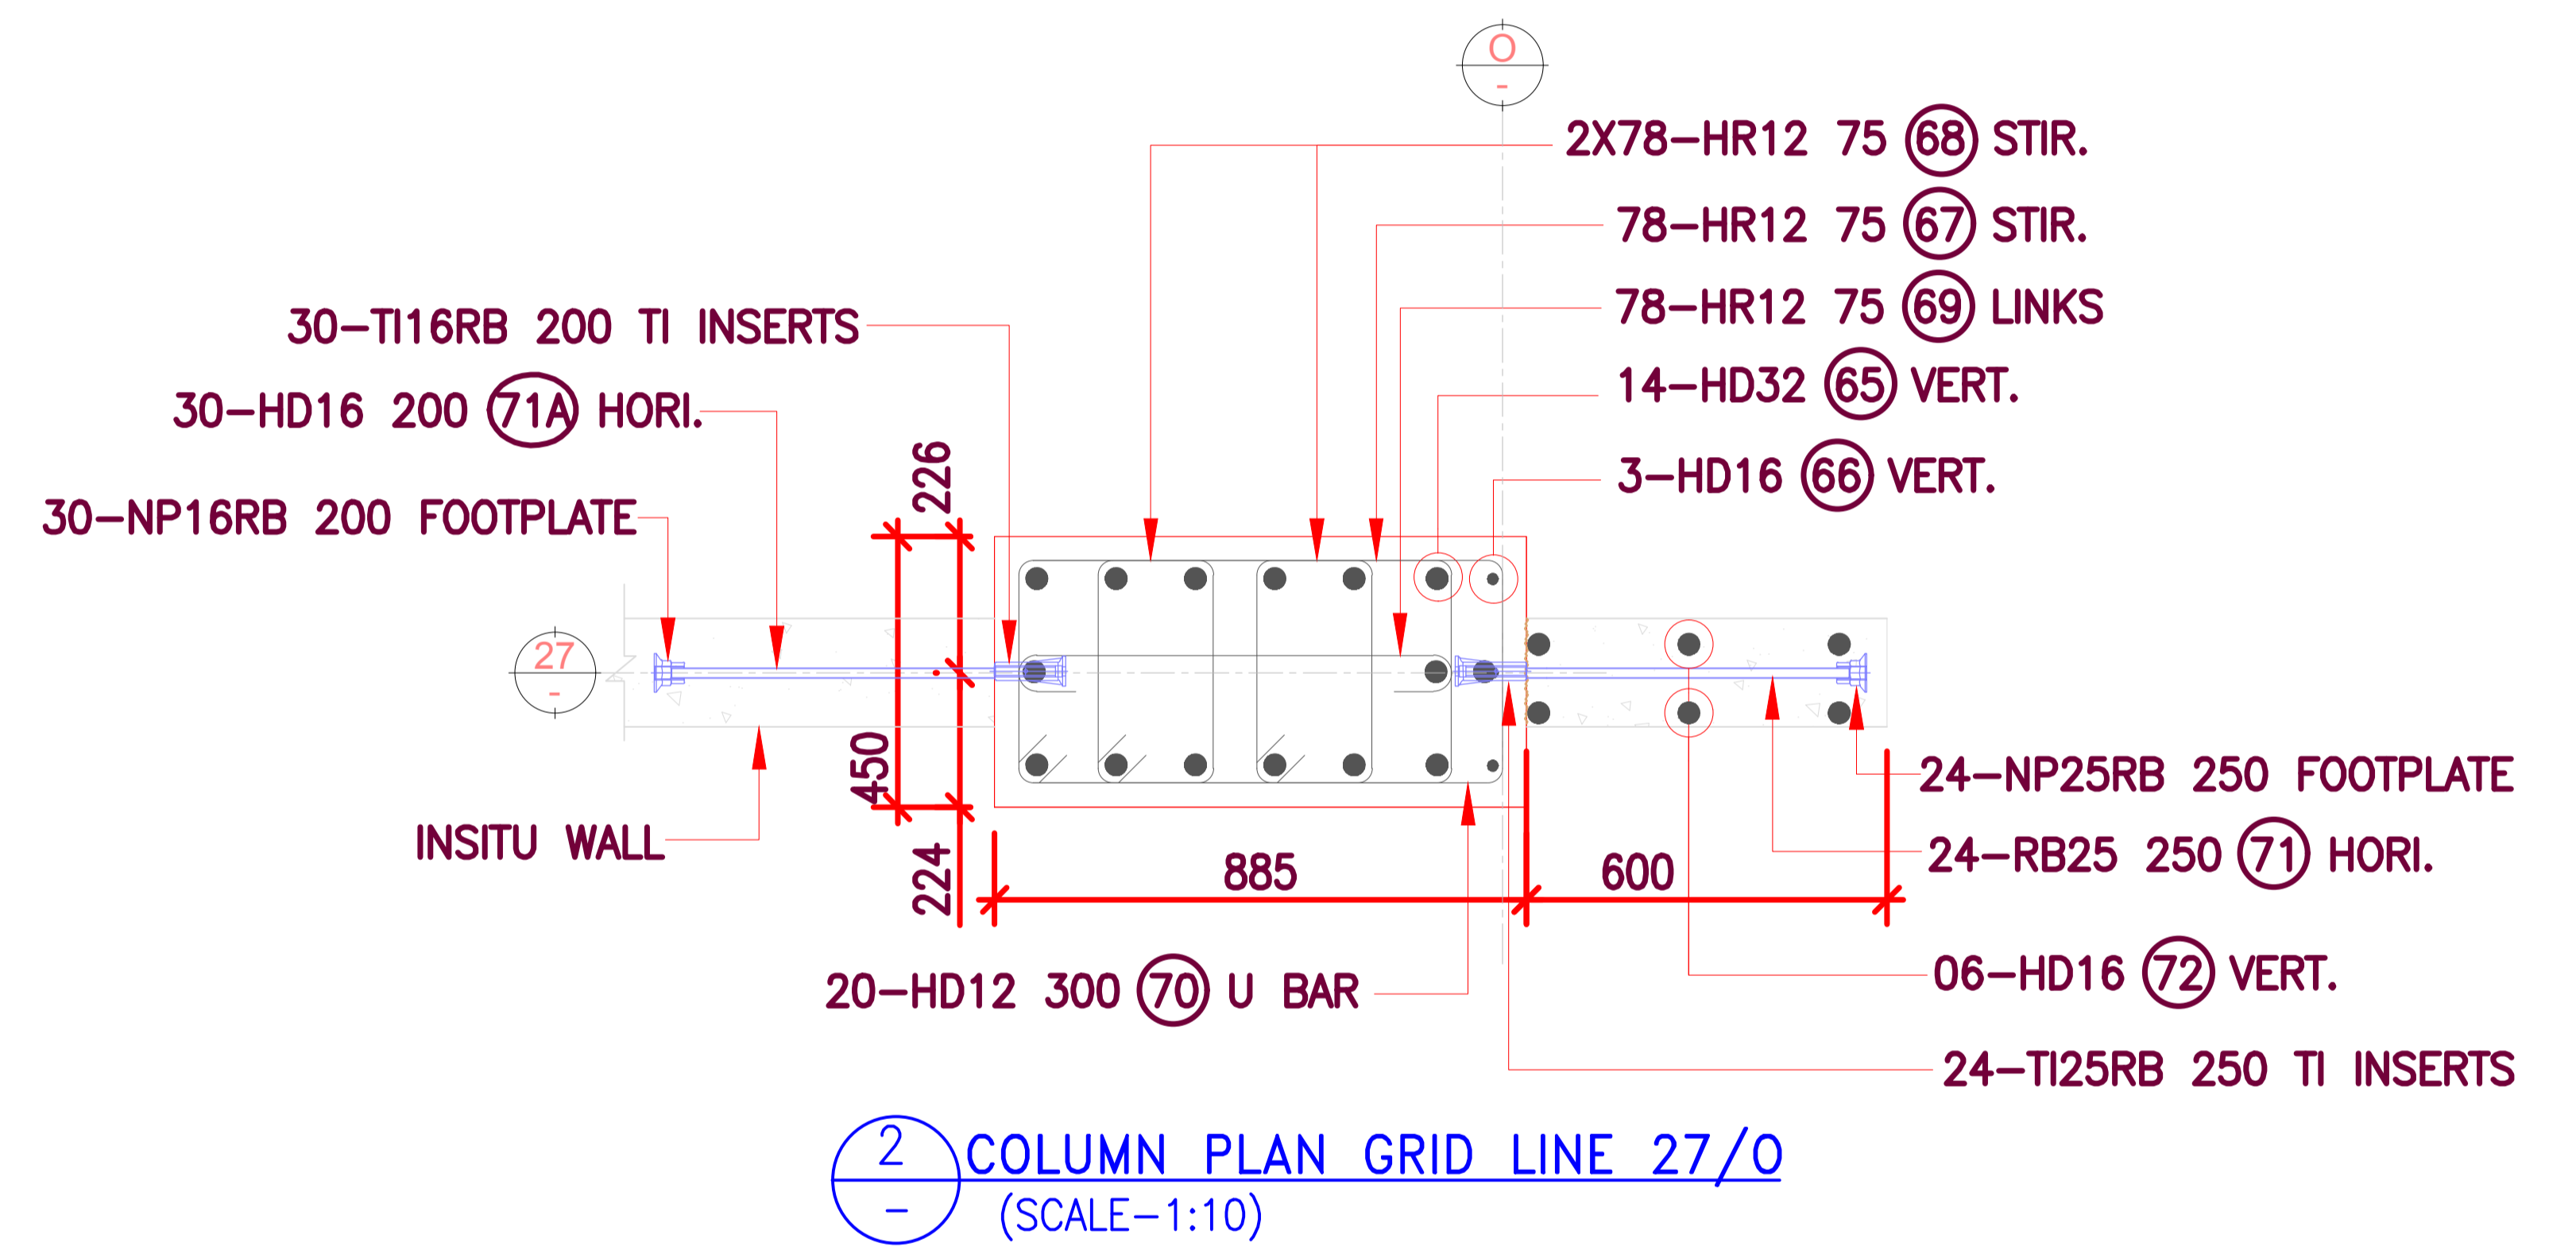 O
-
2X78-HR12 75 68 STIR.
78-HR12 75 67 STIR.
78-HR12 75 69 LINKS
14-HD32 65 VERT.
3-HD16 66 VERT.
30-TI16RB 200 TI INSERTS
30-HD16 200 71A HORI.
30-NP16RB 200 FOOTPLATE
226
27
-
450
224
INSITU WALL
885
600
24-NP25RB 250 FOOTPLATE
24-RB25 250 71 HORI.
06-HD16 72 VERT.
20-HD12 300 70 U BAR
24-TI25RB 250 TI INSERTS
2
-
COLUMN PLAN GRID LINE 27/O
(SCALE-1:10)